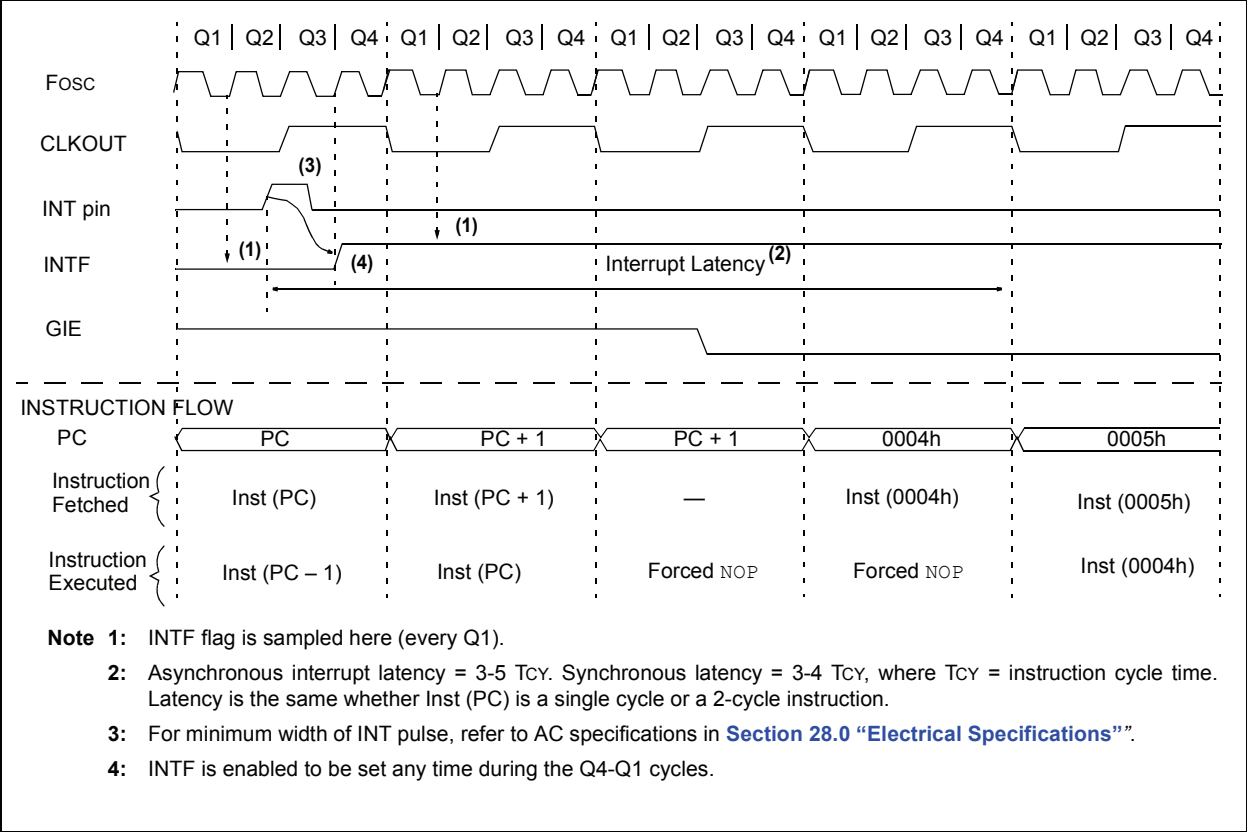 Q1 Q2 Q3 Q4 Q1 Q2 Q3 Q4 Q1 Q2 Q3 Q4 Q1 Q2 Q3 Q4 Q1 Q2 Q3 Q4
FOSC
CLKOUT
(3)
INT pin
(1)
(1)
INTF
(4)
Interrupt Latency (2)
GIE
INSTRUCTION FLOW
PC
PC
PC + 1
PC + 1
0004h
0005h
Instruction
Fetched
Inst (PC)
Inst (PC + 1)
—
Inst (0004h)
Inst (0005h)
Instruction
Executed
Inst (PC – 1)
Inst (PC)
Forced NOP
Forced NOP
Inst (0004h)
Note 1: INTF flag is sampled here (every Q1).
2: Asynchronous interrupt latency = 3-5 TCY. Synchronous latency = 3-4 TCY, where TCY = instruction cycle time.
Latency is the same whether Inst (PC) is a single cycle or a 2-cycle instruction.
3: For minimum width of INT pulse, refer to AC specifications in Section 28.0 “Electrical Specifications””.
4: INTF is enabled to be set any time during the Q4-Q1 cycles.